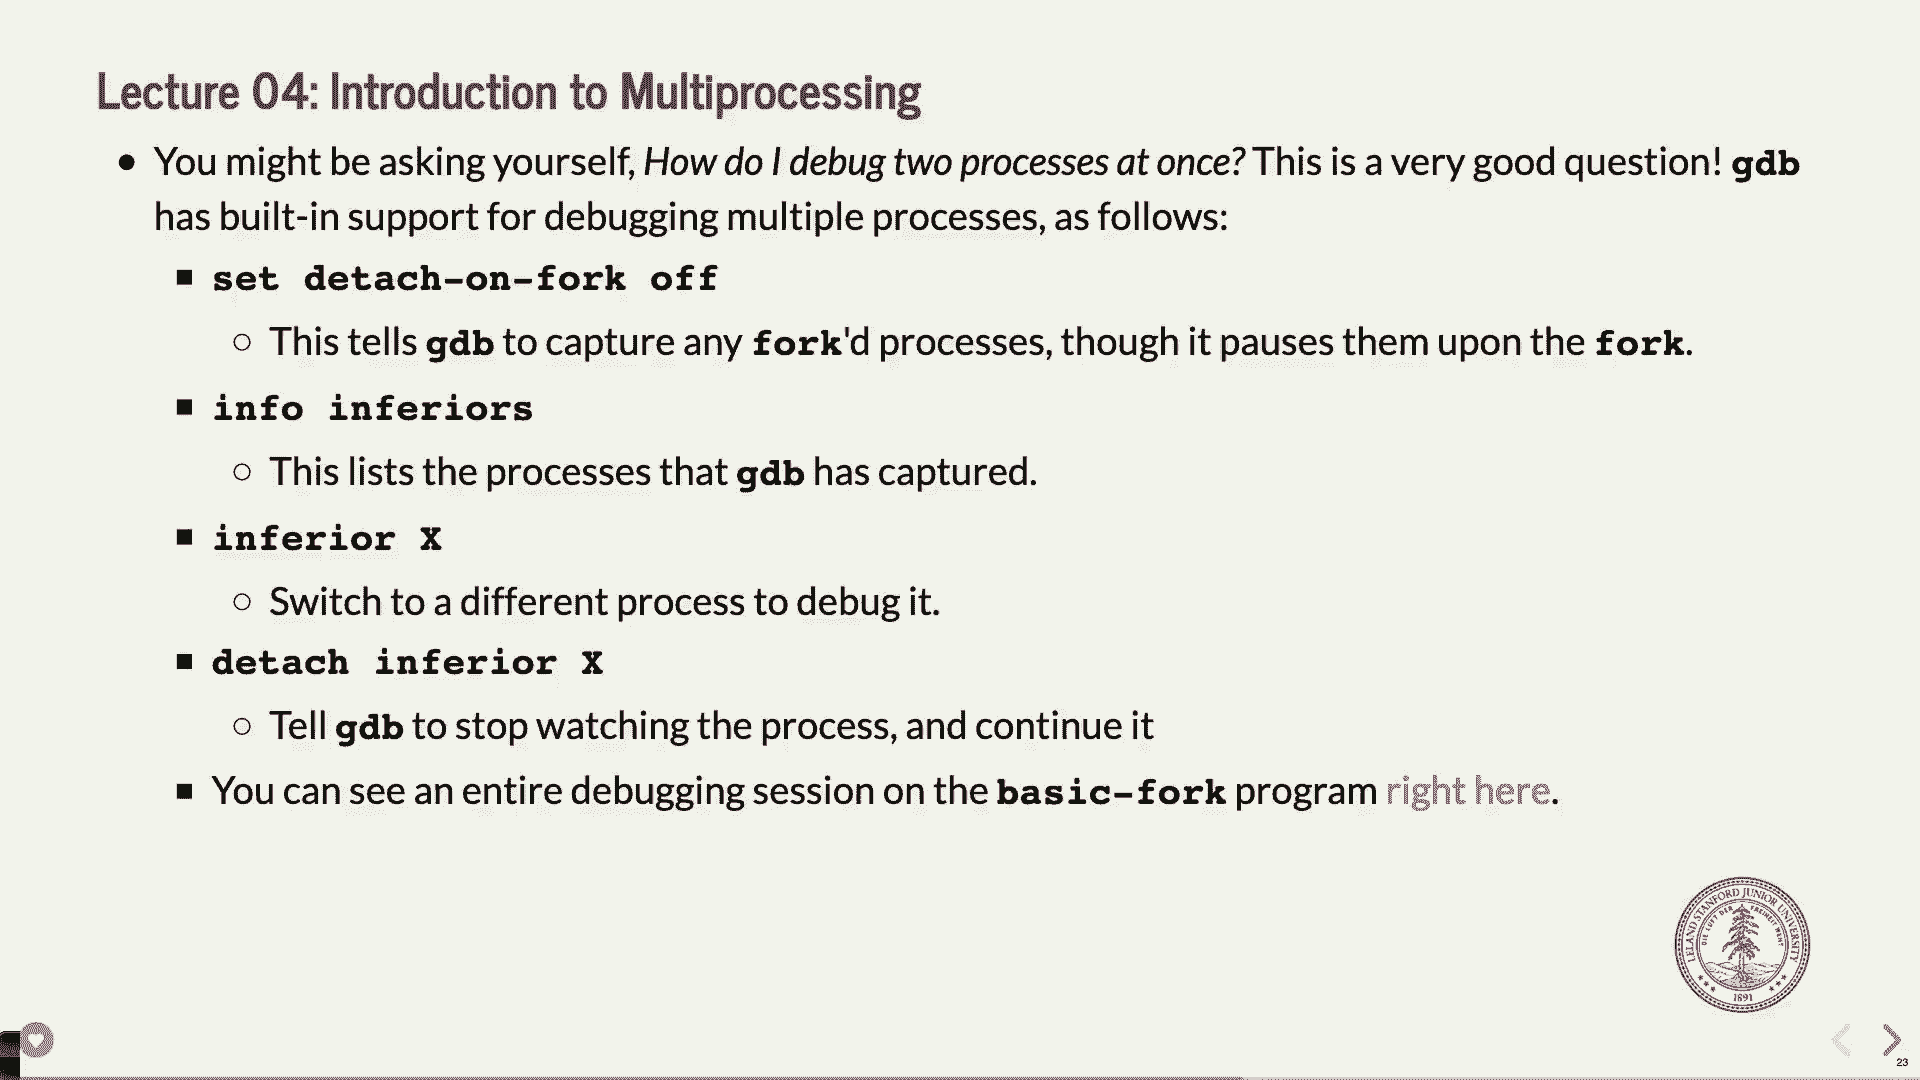 Lecture 04: Introduction to Multiprocessing
● You might be asking yourself, How do I debug two processes at once? This is a very good question! gdb
has built-in support for debugging multiple processes, as follows:
■ set detach-on-fork off
○ This tells gdb to capture any fork'd processes, though it pauses them upon the fork.
■ info inferiors
○ This lists the processes that gdb has captured.
■ inferior X
○ Switch to a different process to debug it.
■ detach inferior X
○ Tell gdb to stop watching the process, and continue it
■ You can see an entire debugging session on the basic-fork program right here.
LELAND STANFORD JUNIOR UNIVERSITY
DIE LUFT DER FREIHEIT WEHT
1891
23